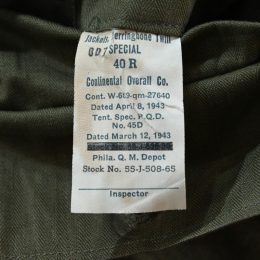 Jacket, Herringbone Twill
SPECIAL
40 R
Continental Overall Co.
Cont. W-669-qm-27640
Dated April 8, 1943
Tent. Spec. P.Q.D.
No. 45D
Dated March 12, 1943
Phila. Q. M. Depot
Stock No. 55-J-508-65
Inspector